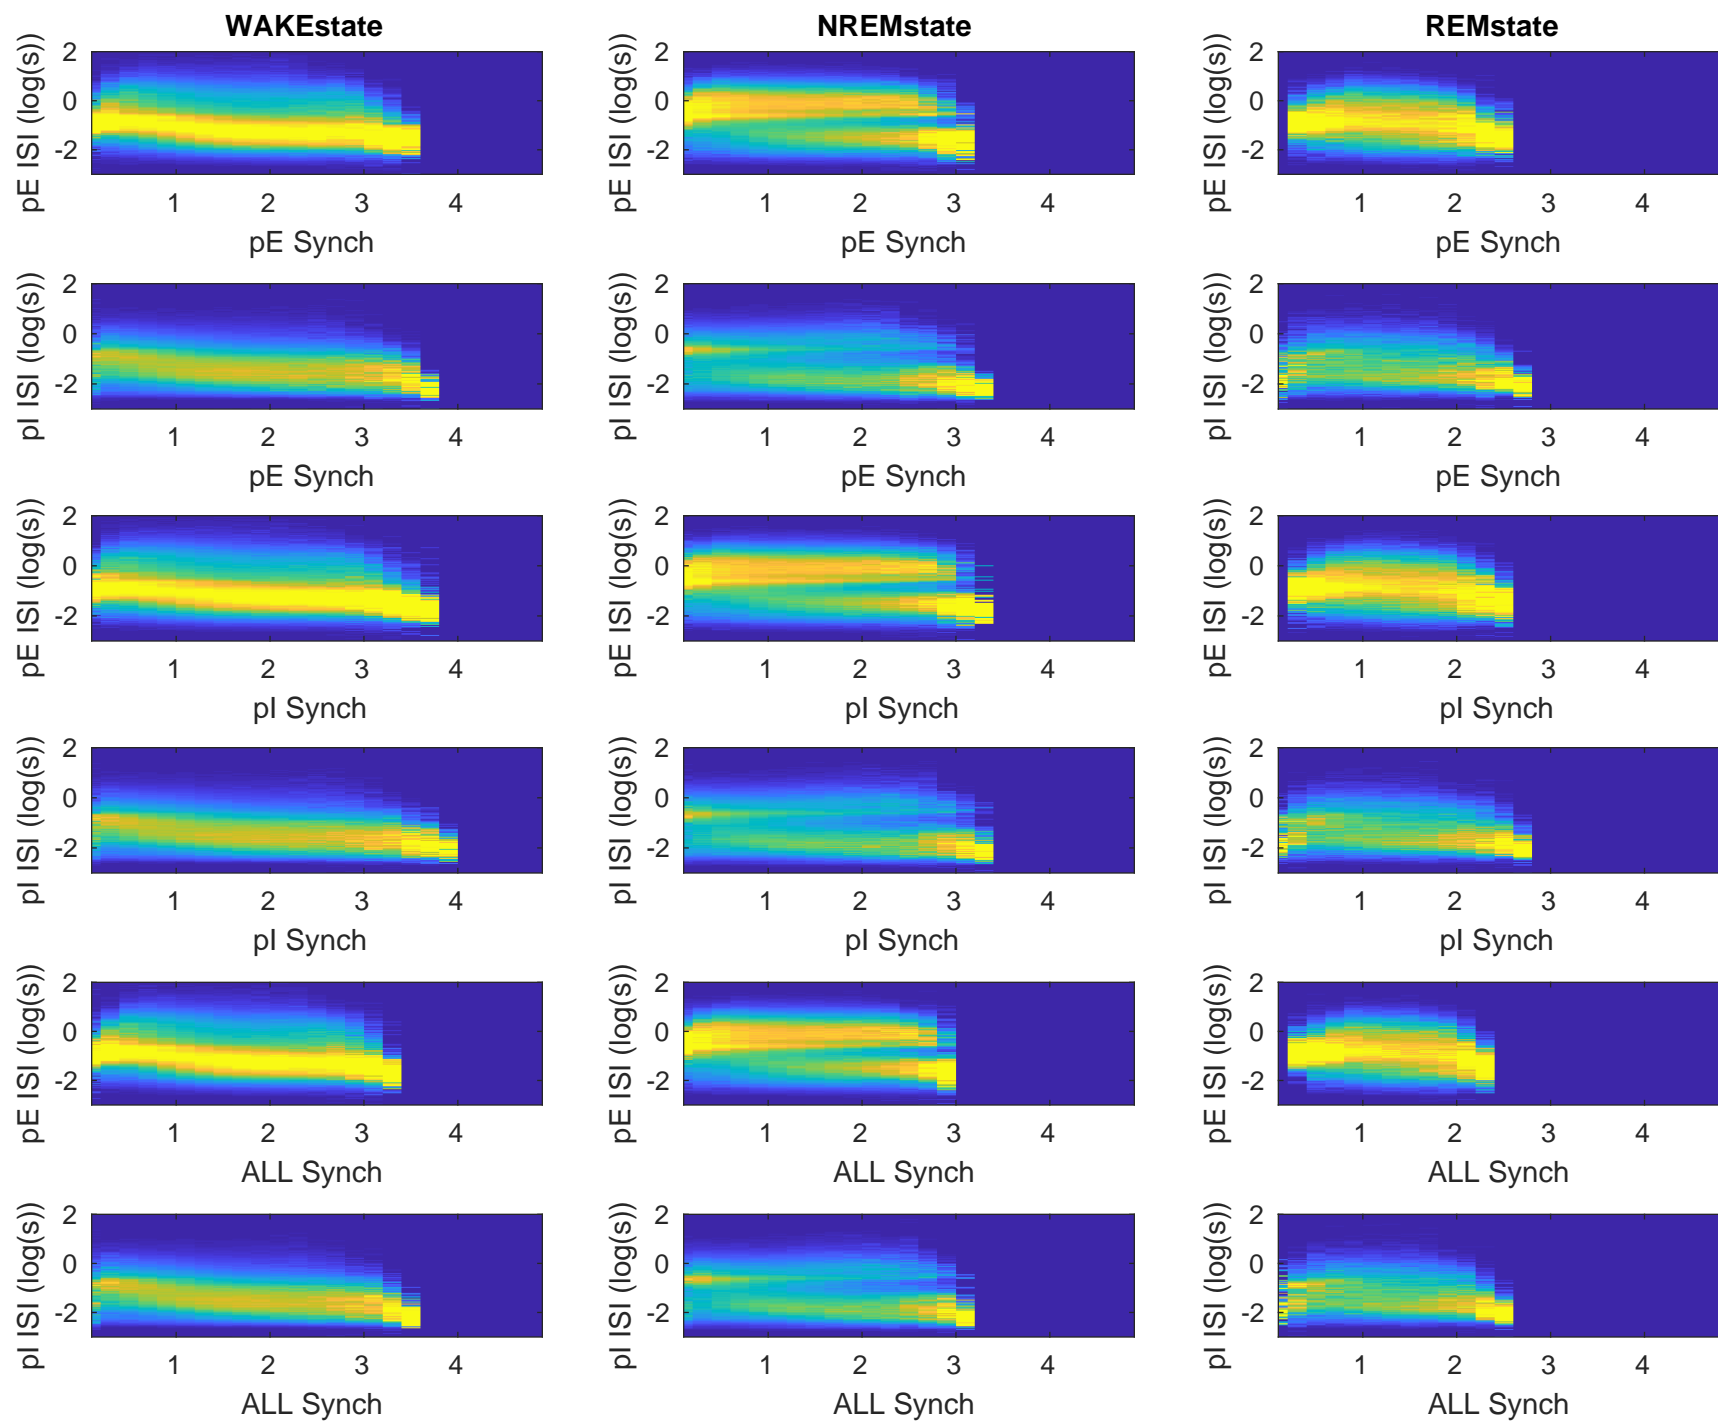 WAKEstate NREMstate REMstate
pE ISI (log(s)) 2 0 -2 pE ISI (log(s)) 2 0 -2 pE ISI (log(s)) 2 0 -2
1 2 3 4 1 2 3 4 1 2 3 4
pE Synch pE Synch pE Synch
pI ISI (log(s)) 2 0 -2 pI ISI (log(s)) 2 0 -2 pI ISI (log(s)) 2 0 -2
1 2 3 4 1 2 3 4 1 2 3 4
pE Synch pE Synch pE Synch
pE ISI (log(s)) 2 0 -2 pE ISI (log(s)) 2 0 -2 pE ISI (log(s)) 2 0 -2
1 2 3 4 1 2 3 4 1 2 3 4
pI Synch pI Synch pI Synch
pI ISI (log(s)) 2 0 -2 pI ISI (log(s)) 2 0 -2 pI ISI (log(s)) 2 0 -2
1 2 3 4 1 2 3 4 1 2 3 4
pI Synch pI Synch pI Synch
pE ISI (log(s)) 2 0 -2 pE ISI (log(s)) 2 0 -2 pE ISI (log(s)) 2 0 -2
1 2 3 4 1 2 3 4 1 2 3 4
ALL Synch ALL Synch ALL Synch
pI ISI (log(s)) 2 0 -2 pI ISI (log(s)) 2 0 -2 pI ISI (log(s)) 2 0 -2
1 2 3 4 1 2 3 4 1 2 3 4
ALL Synch ALL Synch ALL Synch